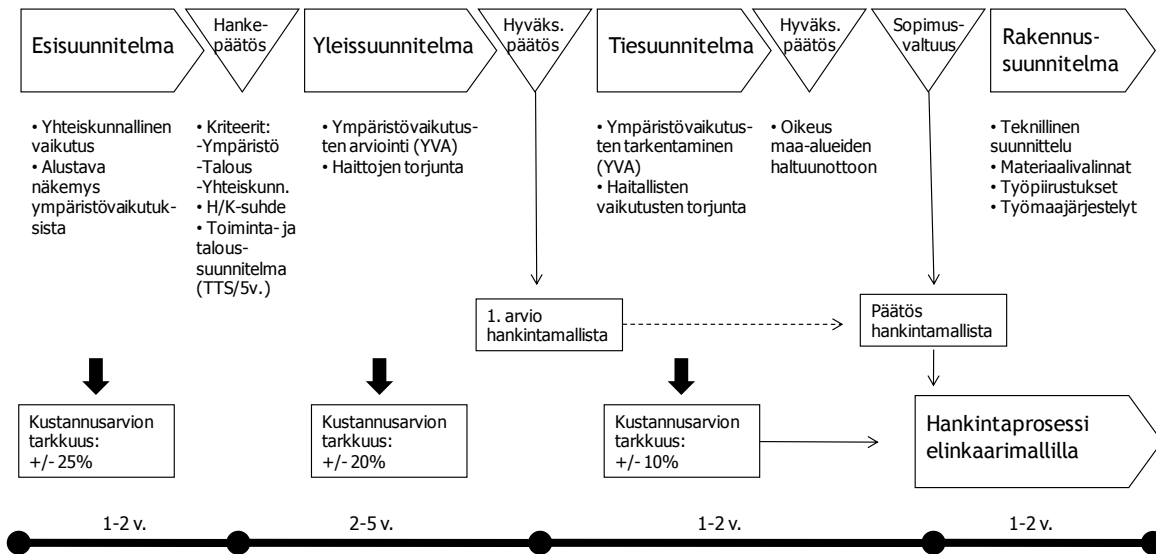 Esisuunnitelma
Hanke-
päätös
Yleissuunnitelma
Hyväks.
päätös
Tiesuunnitelma
Hyväks.
päätös
Sopimus-
valtuus
Rakennus-
suunnitelma
• Yhteiskunnallinen
vaikutus
• Alustava
näkemys
ympäristövaikutuk-
sista
• Kriteerit:
-Ympäristö
-Talous
-Yhteiskunn.
• H/K-suhde
• Toiminta- ja
talous-
suunnitelma
(TTS/5v.)
• Ympäristövaikutus-
ten arviointi (YVA)
• Haittojen torjunta
• Ympäristövaikutus-
ten tarkentaminen
(YVA)
• Haitallisten
vaikutusten torjunta
• Oikeus
maa-alueiden
haltuunottoon
• Teknillinen
suunnittelu
• Materiaalivalinnat
• Työpiirustukset
• Työmaajärjestelyt
1. arvio
hankintamallista
Päätös
hankintamallista
Kustannusarvion
tarkkuus:
+/- 25%
Kustannusarvion
tarkkuus:
+/- 20%
Kustannusarvion
tarkkuus:
+/- 10%
Hankintaprosessi
elinkaarimallilla
1-2 v.
2-5 v.
1-2 v.
1-2 v.